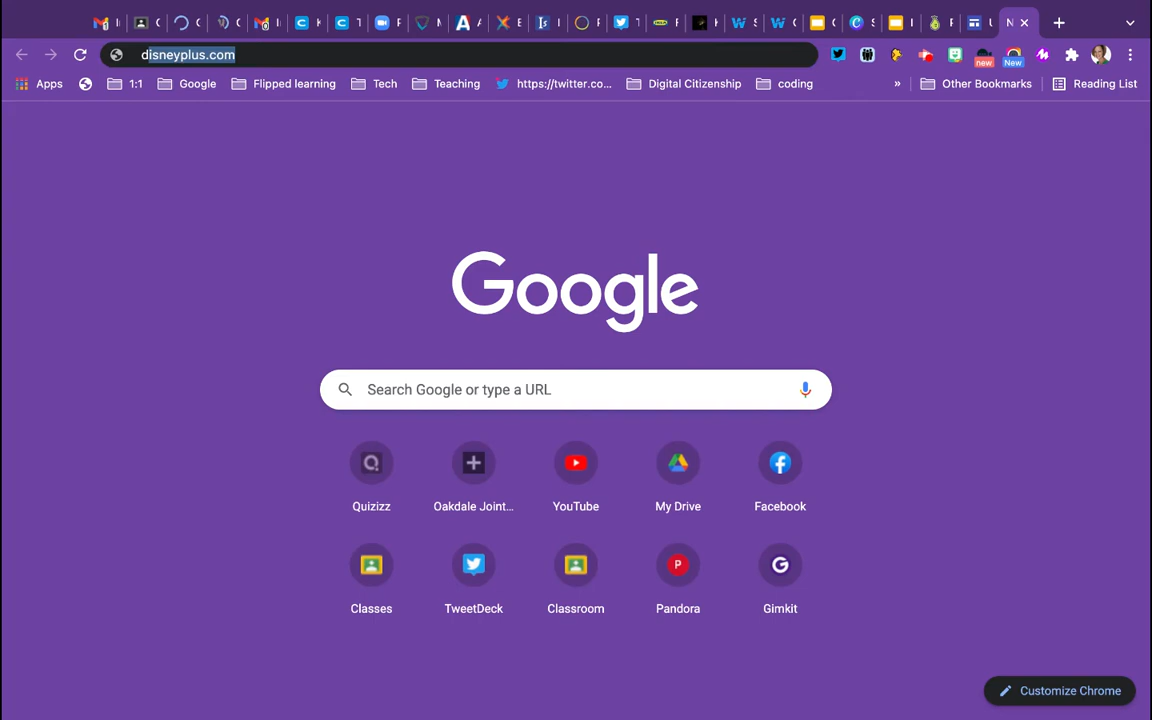 disneyplus.com
Apps
1:1
Google
Flipped learning
Tech
Teaching
https://twitter.co...
Digital Citizenship
coding
»
Other Bookmarks
Reading List
new
New
Google
Search Google or type a URL
Quizizz
Oakdale Joint...
YouTube
My Drive
Facebook
Classes
TweetDeck
Classroom
Pandora
Gimkit
Customize Chrome